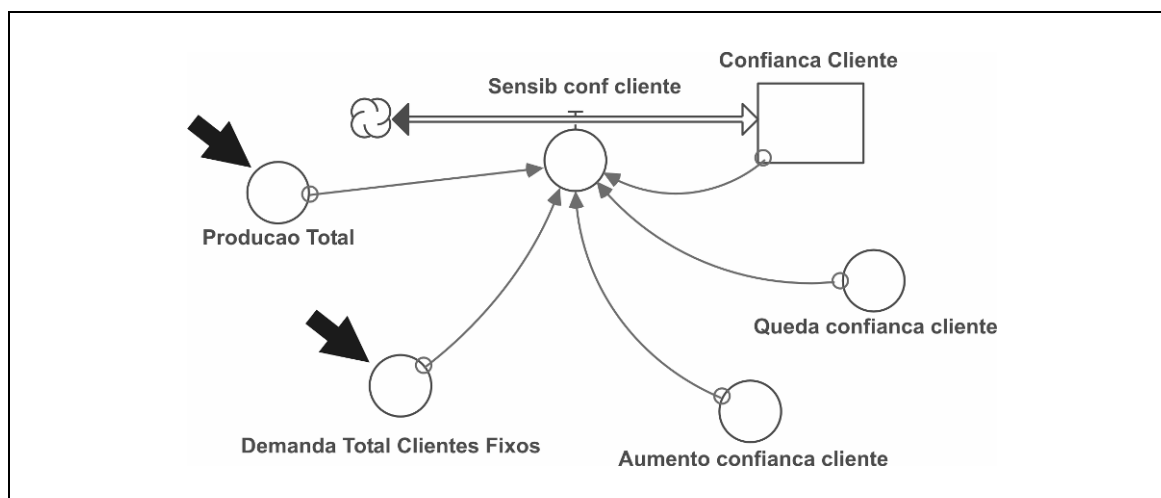 Confianca Cliente
Sensib conf cliente
Producao Total
Queda confianca cliente
Demanda Total Clientes Fixos
Aumento confianca cliente